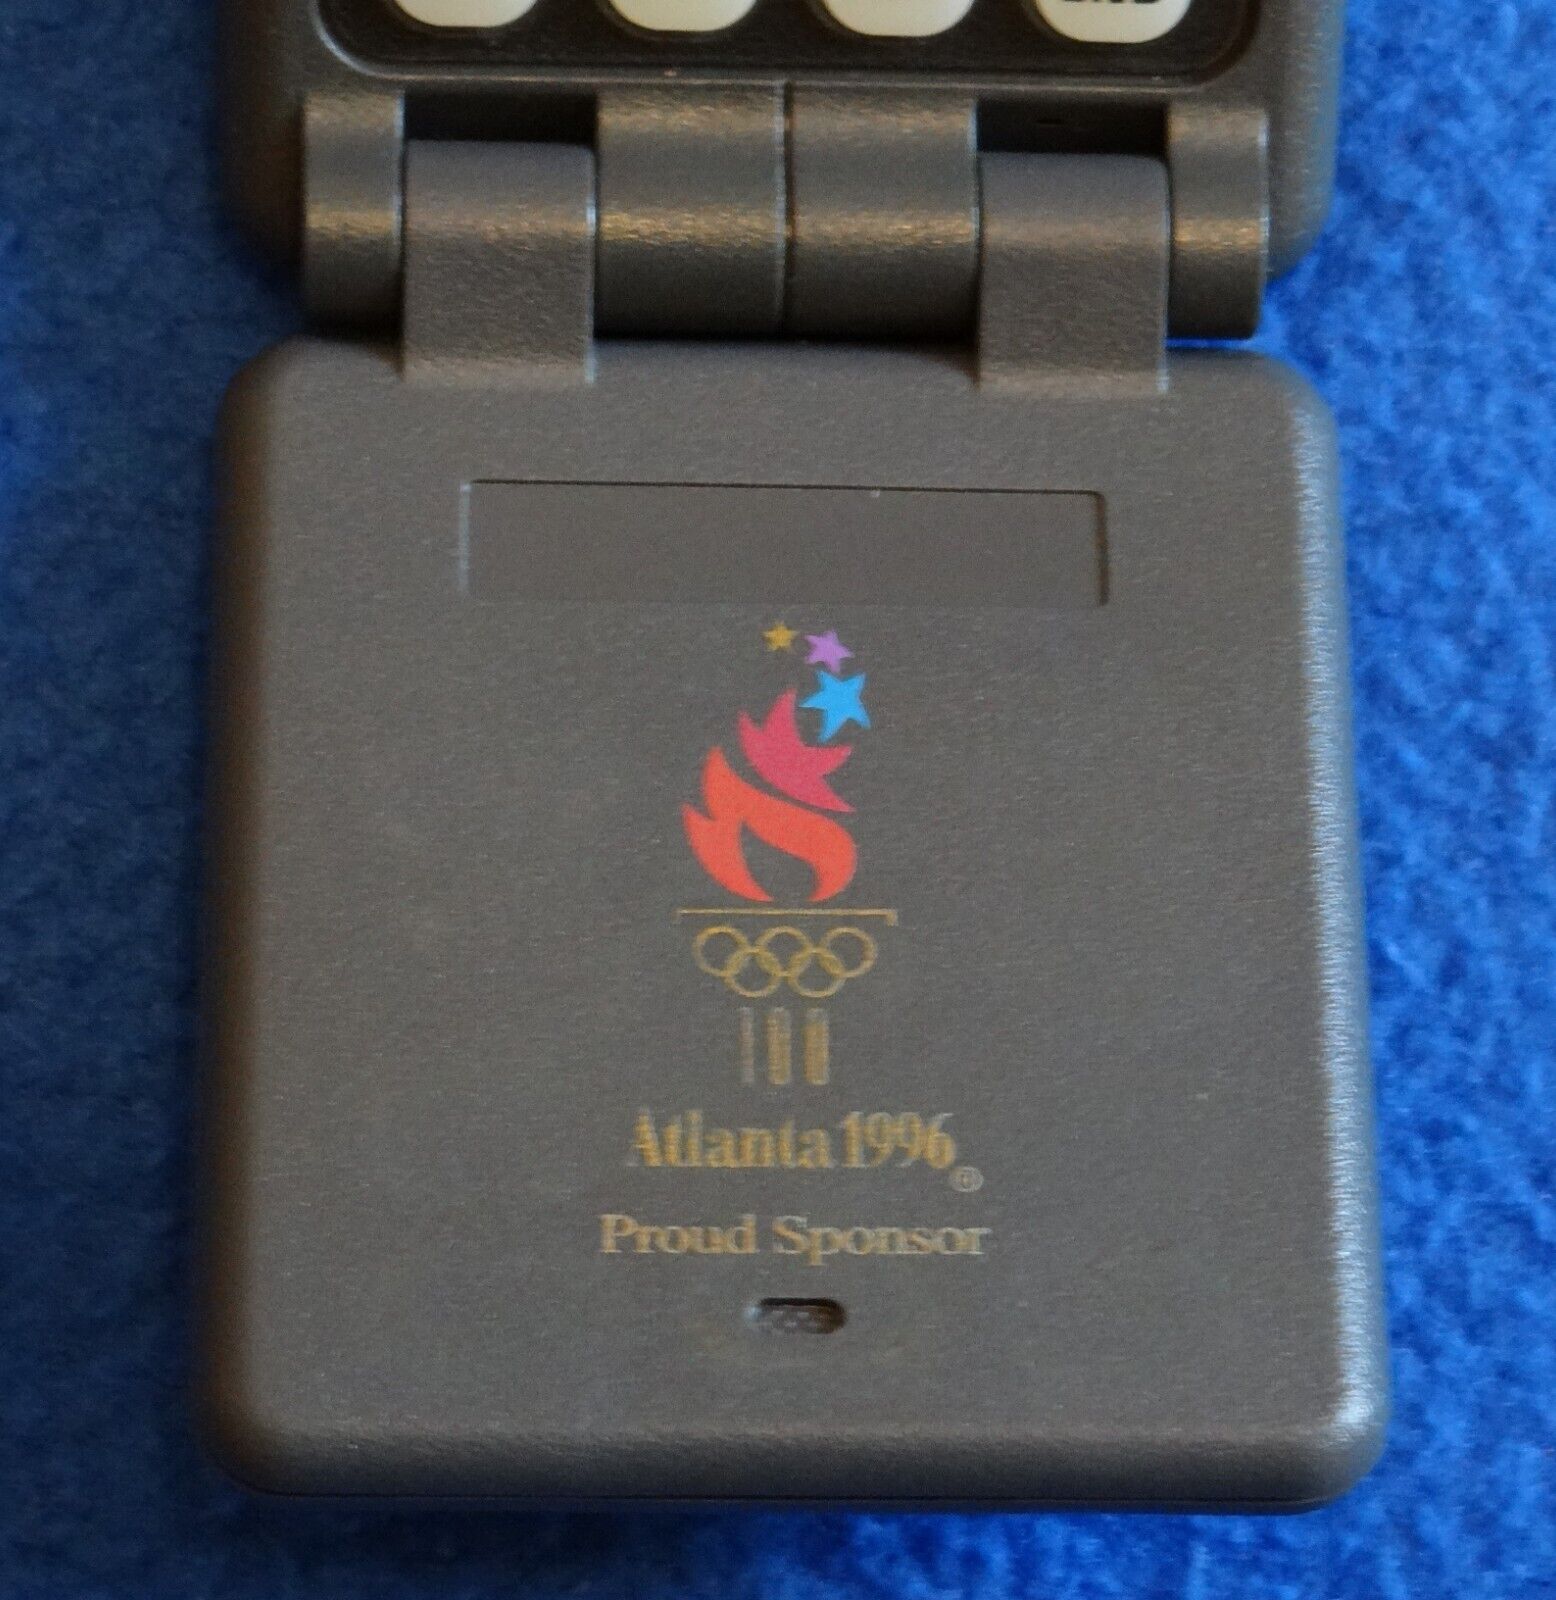 Atlanta 1996®
Proud Sponsor